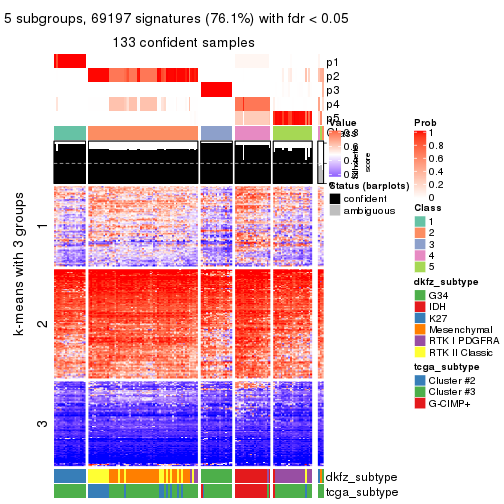 5 subgroups, 69197 signatures (76.1%) with fdr < 0.05
133 confident samples
p1
p2
p3
p4
p5
Value
Prob
1
0.8
0.6
0.4
0.2
0
score
Status (barplots)
confident
ambiguous
Class
1
2
3
4
5
dkfz_subtype
G34
IDH
K27
Mesenchymal
RTK I PDGFRA
RTK II Classic
tcga_subtype
Cluster #2
Cluster #3
G-CIMP+
k-means with 3 groups
1
2
3
dkfz_subtype
tcga_subtype